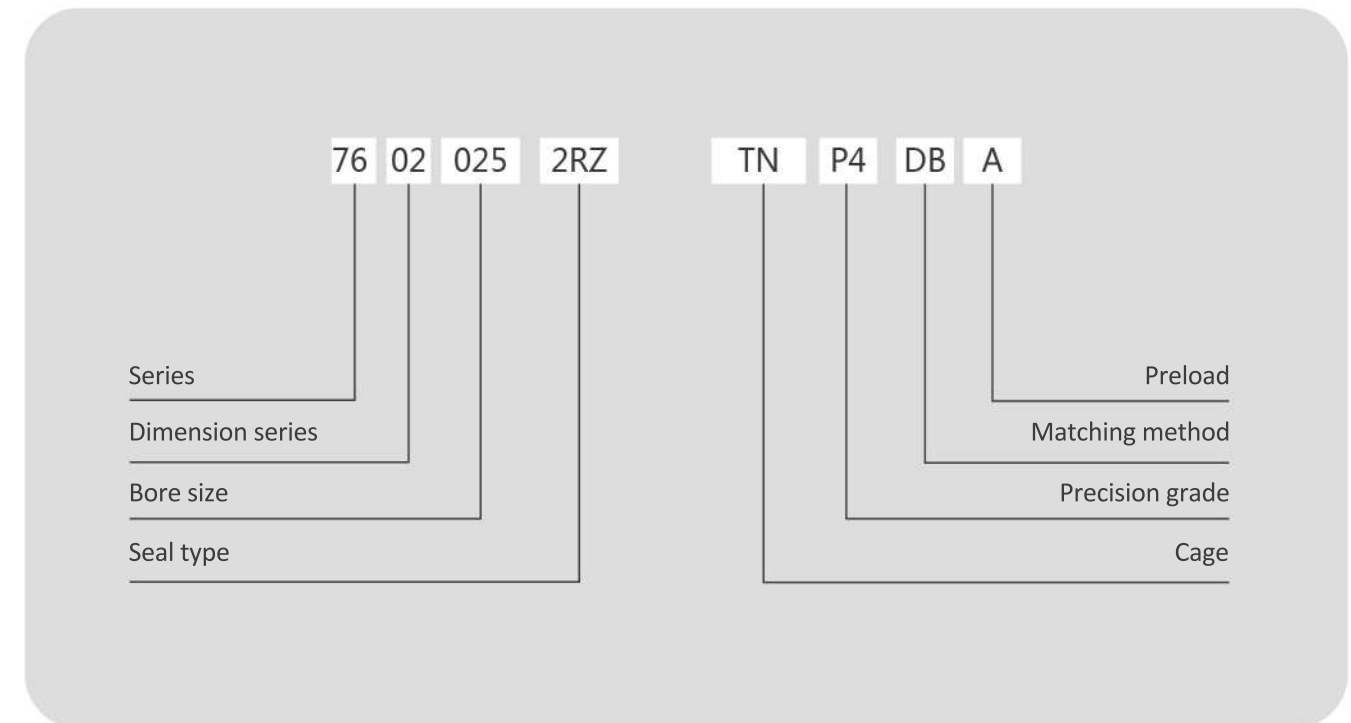 76 02 025 2RZ TN P4 DB A
Series
Preload
Dimension series
Matching method
Bore size
Precision grade
Seal type
Cage